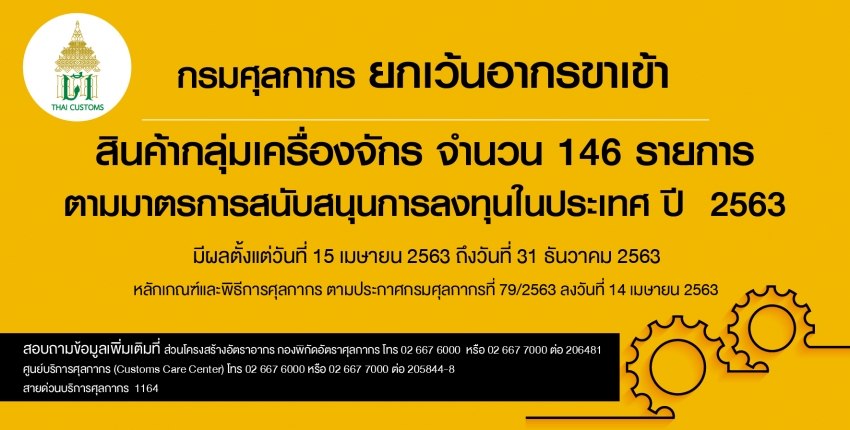 THAI CUSTOMS
กรมศุลกากร ยกเว้นอากรขาเข้า
สินค้ากลุ่มเครื่องจักร จำนวน 146 รายการ
ตามมาตรการสนับสนุนการลงทุนในประเทศ ปี 2563
มีผลตั้งแต่วันที่ 15 เมษายน 2563 ถึงวันที่ 31 ธันวาคม 2563
หลักเกณฑ์และพิธีการศุลกากร ตามประกาศกรมศุลกากรที่ 79/2563 ลงวันที่ 14 เมษายน 2563
สอบถามข้อมูลเพิ่มเติมที่ ส่วนโครงสร้างอัตราอากร กองพิกัดอัตราศุลกากร โทร 02 667 6000 หรือ 02 667 7000 ต่อ 206481
ศูนย์บริการศุลกากร (Customs Care Center) โทร 02 667 6000 หรือ 02 667 7000 ต่อ 205844-8
สายด่วนบริการศุลกากร 1164